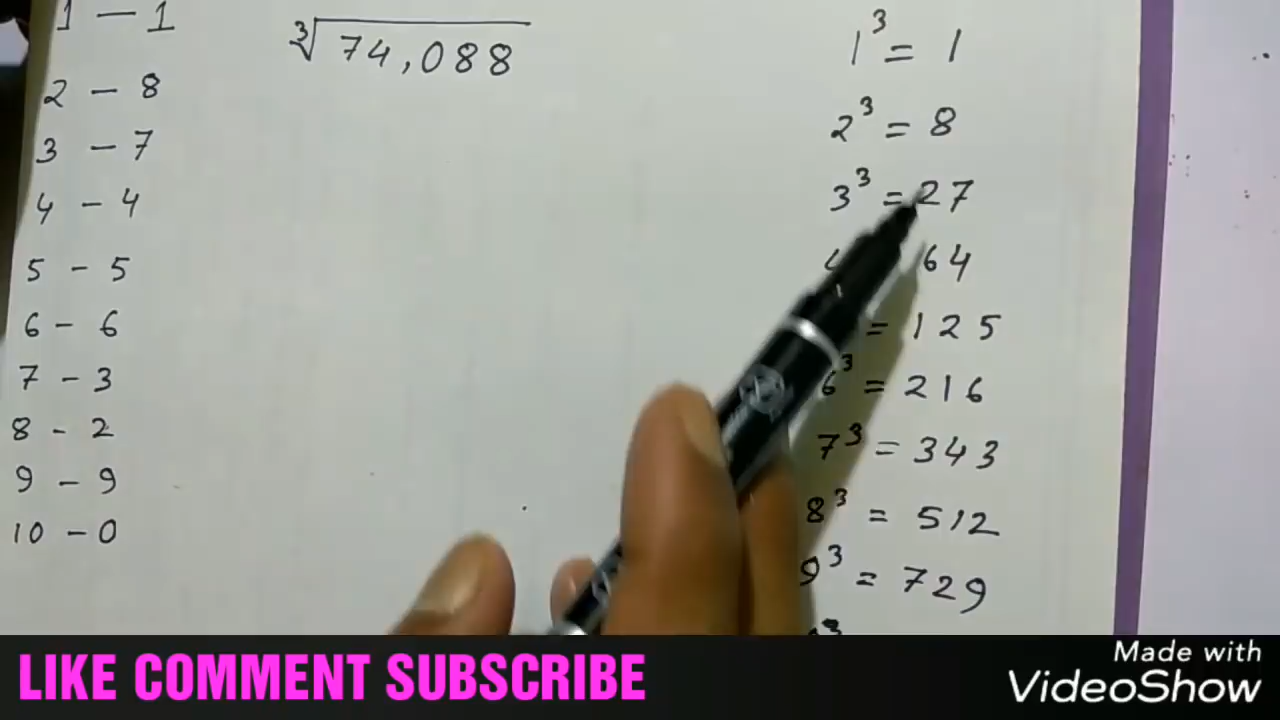 1 — 1
2 – 8
3 – 7
4 – 4
5 – 5
6 – 6
7 – 3
8 – 2
9 – 9
10 – 0
∛74,088
1³ = 1
2³ = 8
3³ = 27
64
= 125
6³ = 216
7³ = 343
8³ = 512
9³ = 729
LIKE COMMENT SUBSCRIBE
Made with
VideoShow